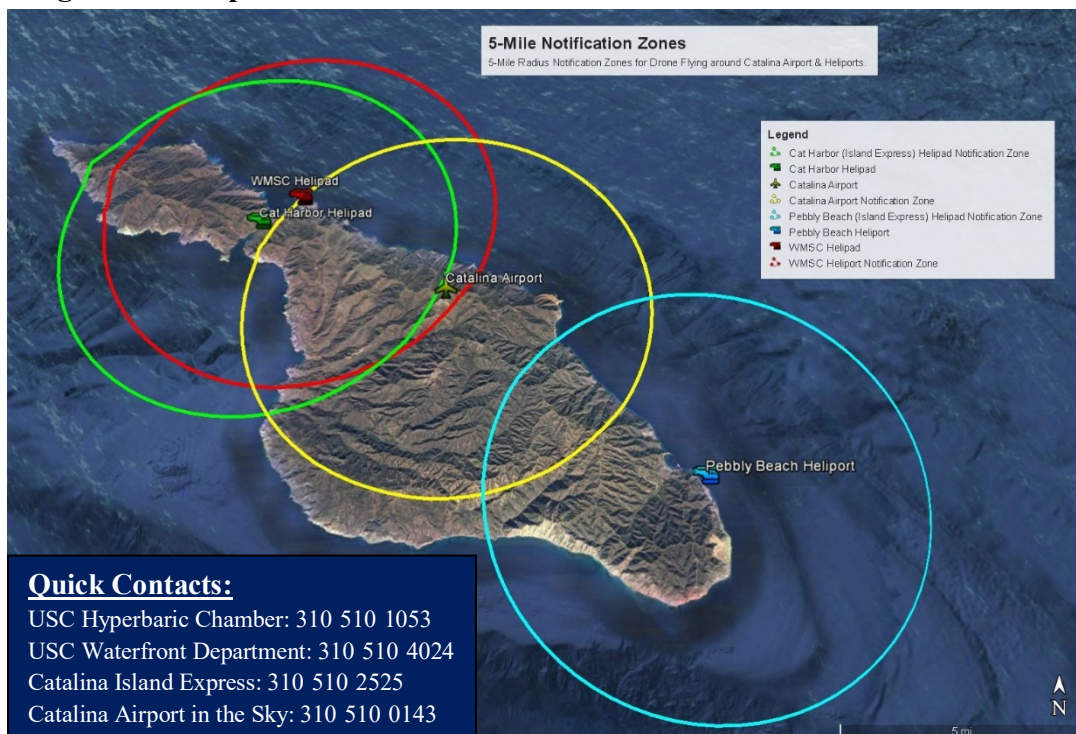 5-Mile Notification Zones
5-Mile Radius Notification Zones for Drone Flying around Catalina Airport & Heliports.
Legend
Cat Harbor (Island Express) Helipad Notification Zone
Cat Harbor Helipad
Catalina Airport
Catalina Airport Notification Zone
Pebbly Beach (Island Express) Helipad Notification Zone
Pebbly Beach Heliport
WMSC Helipad
WMSC Heliport Notification Zone
WMSC Helipad
Cat Harbor Helipad
Catalina Airport
Pebbly Beach Heliport
Quick Contacts:
USC Hyperbaric Chamber: 310 510 1053
USC Waterfront Department: 310 510 4024
Catalina Island Express: 310 510 2525
Catalina Airport in the Sky: 310 510 0143
N
5 mi